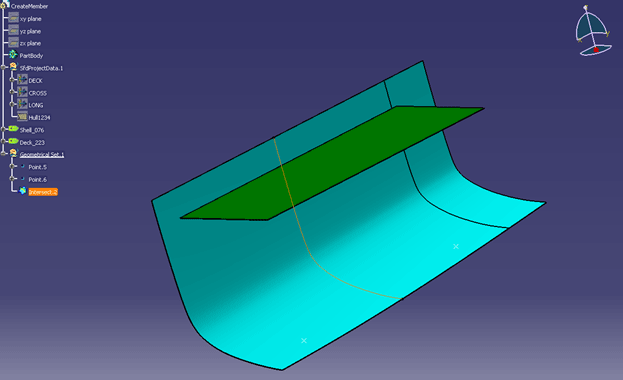 CreateMember
xy plane
yz plane
zx plane
PartBody
SfdProjectData.1
DECK
CROSS
LONG
Hull1234
Shell_076
Deck_223
Geometrical Set.1
Point.5
Point.6
Intersect.2